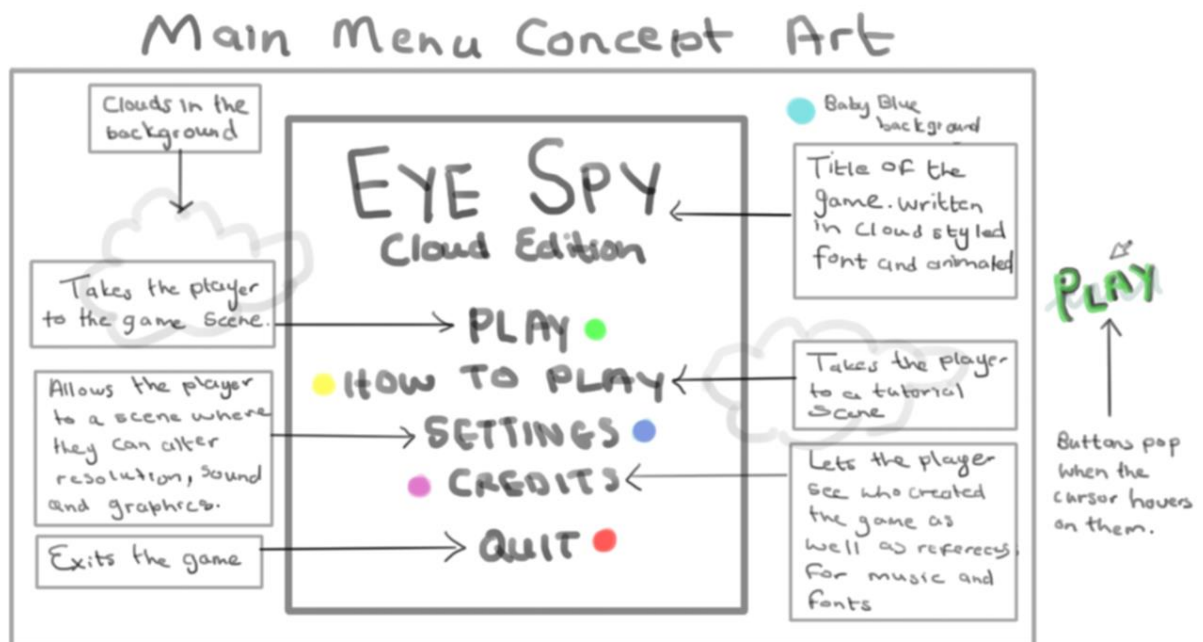 Main Menu Concept Art
Clouds in the
background
Takes the player
to the game scene.
Allows the player
to a scene where
they can alter
resolution, sound
and graphics.
Exits the game
EYE SPY
Cloud Edition
PLAY
HOW TO PLAY
SETTINGS
CREDITS
QUIT
Baby Blue
background
Title of the
game. written
in cloud styled
font and animated
Takes the player
to a tutorial
scene
Lets the player
see who created
the game as
well as
for music and
fonts
PLAY
Buttons pop
when the
cursor hovers
on them.